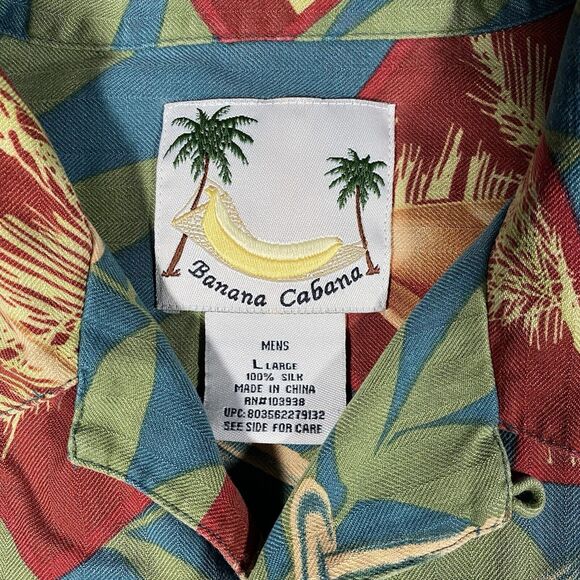 Banana Cabana
MENS
L LARGE
100% SILK
MADE IN CHINA
RN#103938
UPC: 803562279132
SEE SIDE FOR CARE